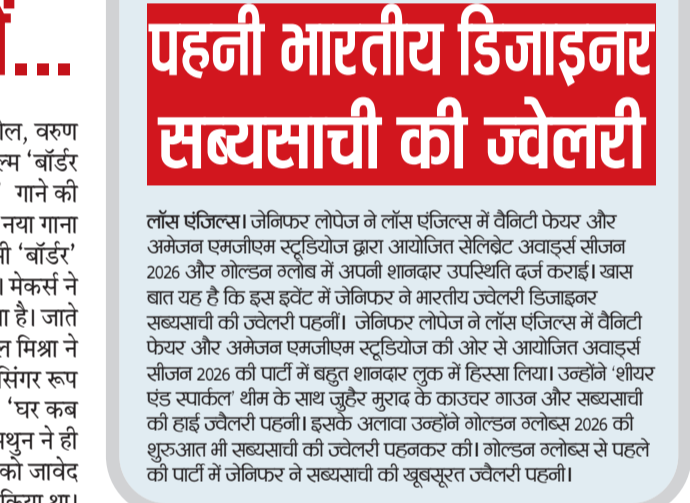 ...
ल, वरुण
'बॉर्डर
गाने की
नया गाना
'बॉर्डर'
। मेकर्स ने
है। जाते
मिश्रा ने
सिंगर रूप
'घर कब
ने ही
को जावेद
किया था।
पहनी भारतीय डिजाइनर
सब्यसाची की ज्वेलरी
लॉस एंजिल्स। जेनिफर लोपेज ने लॉस एंजिल्स में वैनिटी फेयर और
अमेजन एमजीएम स्टूडियोज द्वारा आयोजित सेलिब्रेट अवार्ड्स सीजन
2026 और गोल्डन ग्लोब में अपनी शानदार उपस्थिति दर्ज कराई। खास
बात यह है कि इस इवेंट में जेनिफर ने भारतीय ज्वेलरी डिजाइनर
सब्यसाची की ज्वेलरी पहनीं। जेनिफर लोपेज ने लॉस एंजिल्स में वैनिटी
फेयर और अमेजन एमजीएम स्टूडियोज की ओर से आयोजित अवार्ड्स
सीजन 2026 की पार्टी में बहुत शानदार लुक में हिस्सा लिया। उन्होंने 'शीयर
एंड स्पार्कल' थीम के साथ जुहैर मुराद के काउचर गाउन और सब्यसाची
की हाई ज्वैलरी पहनी। इसके अलावा उन्होंने गोल्डन ग्लोब्स 2026 की
शुरुआत भी सब्यसाची की ज्वेलरी पहनकर की। गोल्डन ग्लोब्स से पहले
की पार्टी में जेनिफर ने सब्यसाची की खूबसूरत ज्वैलरी पहनी।